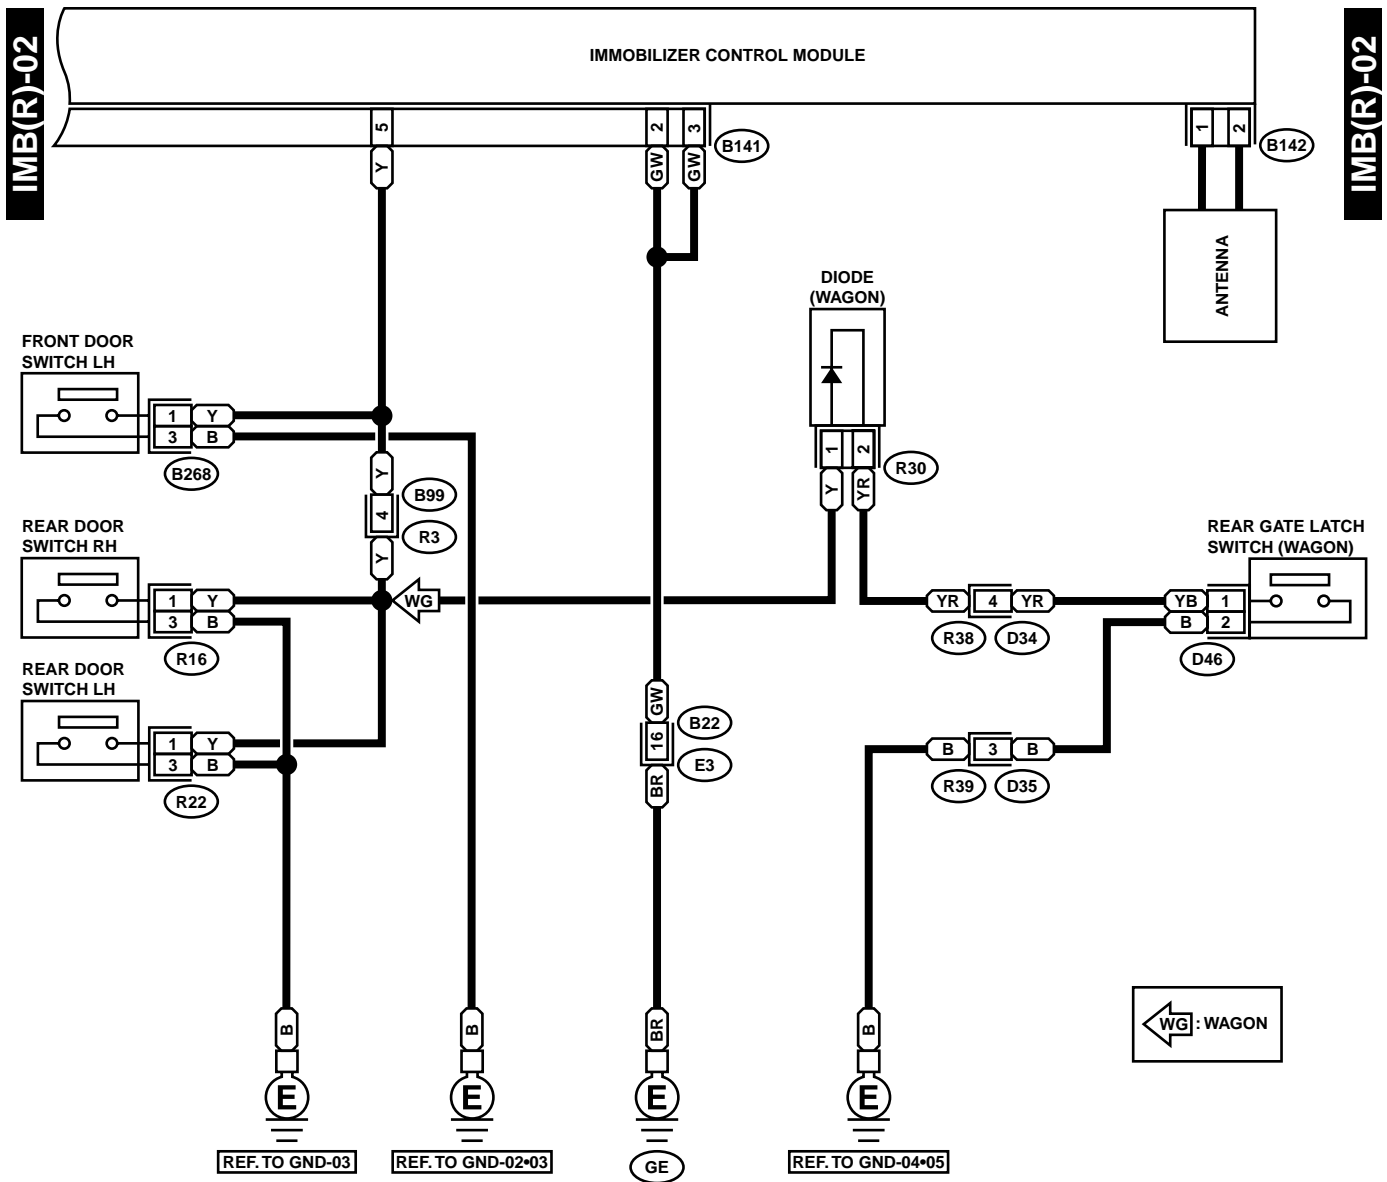 IMB(R)-02
IMB(R)-02
IMMOBILIZER CONTROL MODULE
5
2
3
B141
1
2
B142
Y
GW
GW
ANTENNA
DIODE
(WAGON)
FRONT DOOR
SWITCH LH
1 Y
3 B
B268
Y
B99
4
R3
Y
1
2
R30
Y
YR
REAR DOOR
SWITCH RH
1 Y
3 B
R16
WG
REAR GATE LATCH
SWITCH (WAGON)
YR 4 YR
R38 D34
YB 1
B 2
D46
REAR DOOR
SWITCH LH
1 Y
3 B
R22
GW
B22
16
E3
BR
B 3 B
R39 D35
B
B
BR
B
WG : WAGON
E
E
E
E
REF. TO GND-03
REF. TO GND-02•03
GE
REF. TO GND-04•05